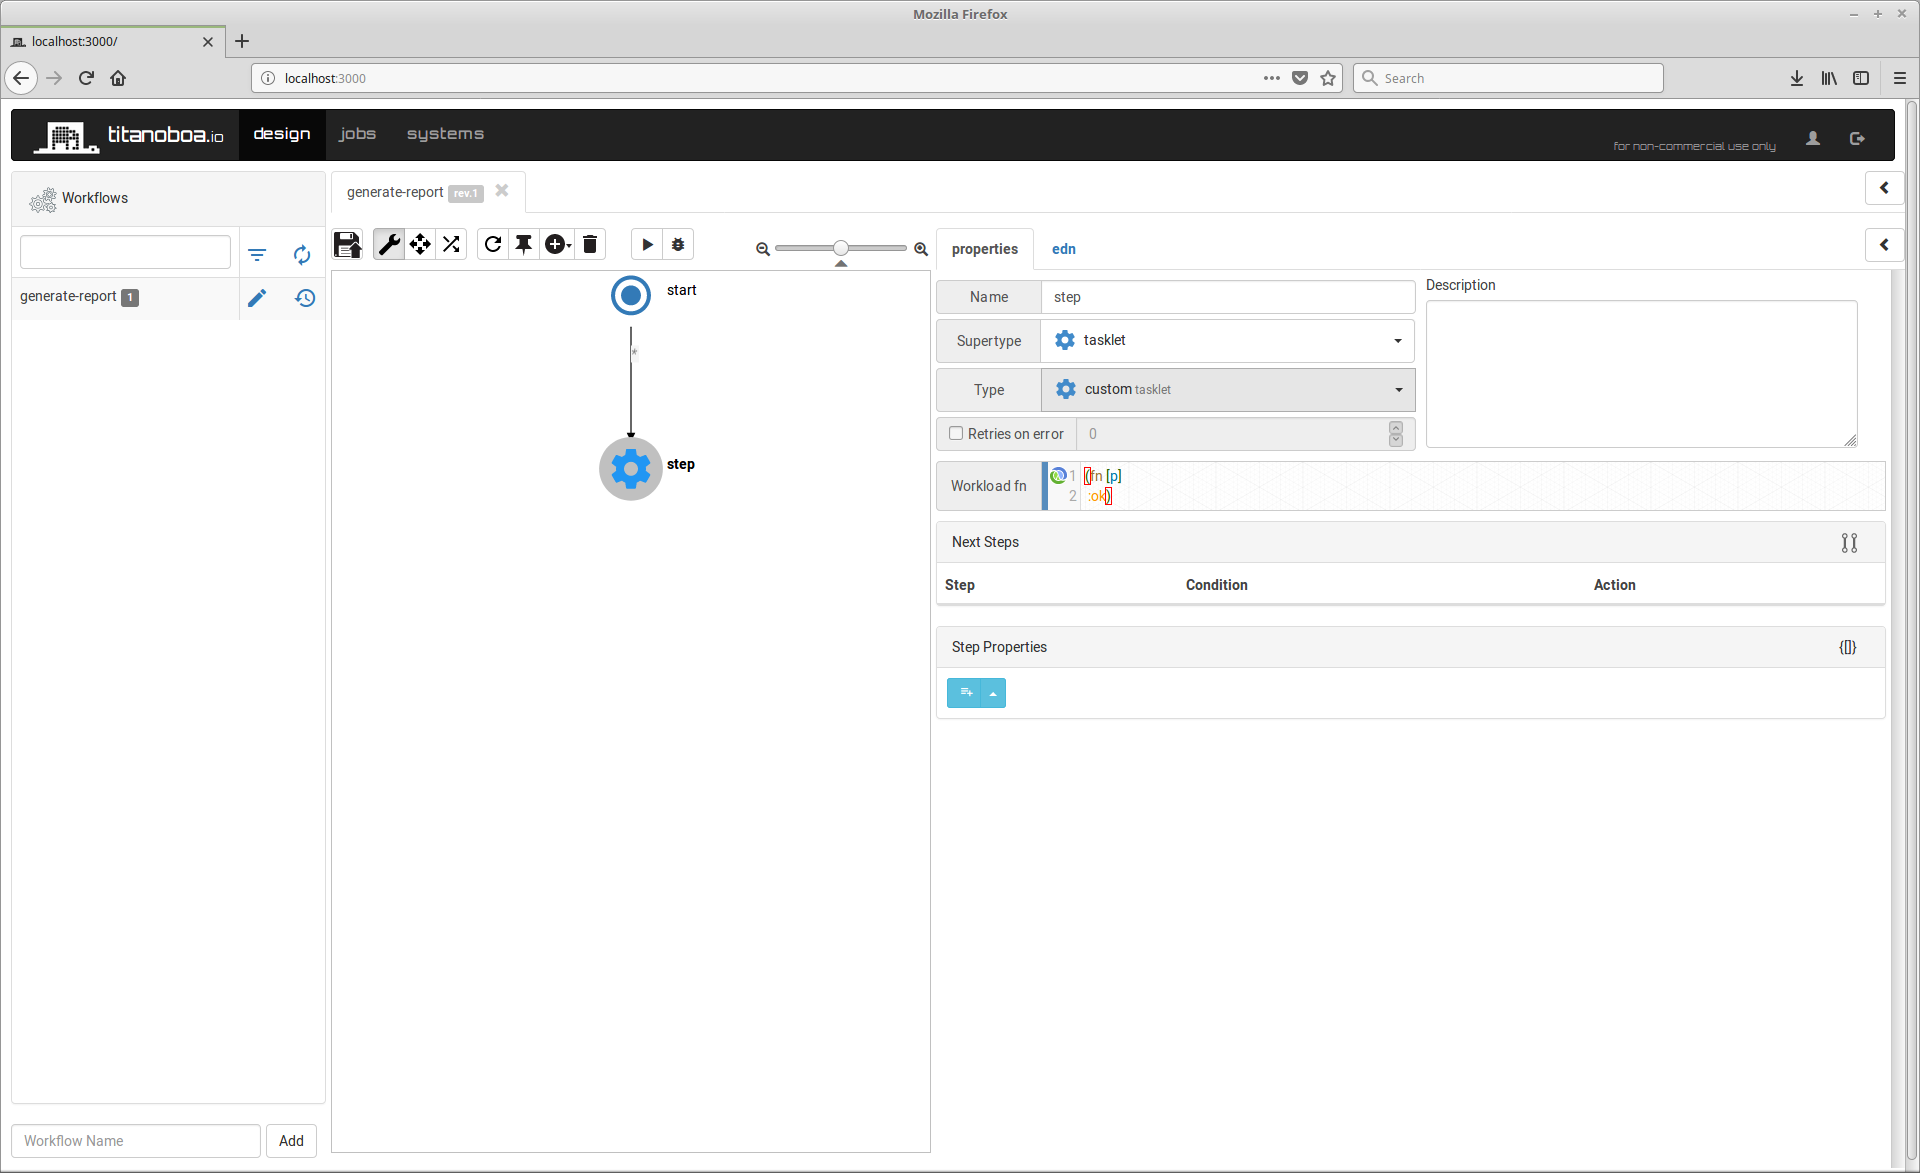 Mozilla Firefox
localhost:3000/
localhost:3000
Search
titanoboa.io
design
jobs
systems
for non-commercial use only
Workflows
generate-report rev.1
generate-report 1
start
*
step
properties
edn
Name
step
Description
Supertype
tasklet
Type
custom tasklet
Retries on error
0
Workload fn
1 (fn [p]
2 :ok)
Next Steps
Step Condition Action
Step Properties
{[]}
Workflow Name
Add